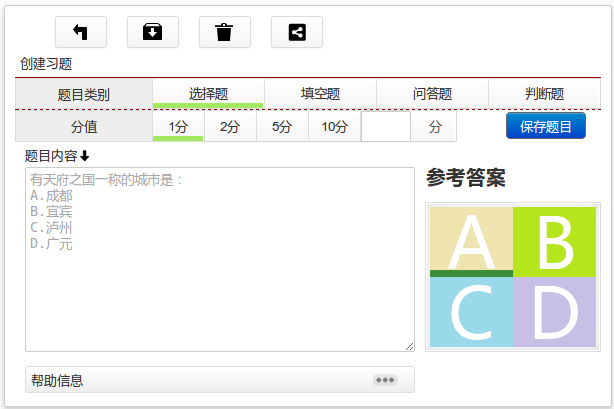 创建习题
题目类别 选择题 填空题 问答题 判断题
分值 1分 2分 5分 10分 分 保存题目
题目内容
有天府之国一称的城市是：
A.成都
B.宜宾
C.泸州
D.广元
参考答案
A B
C D
帮助信息